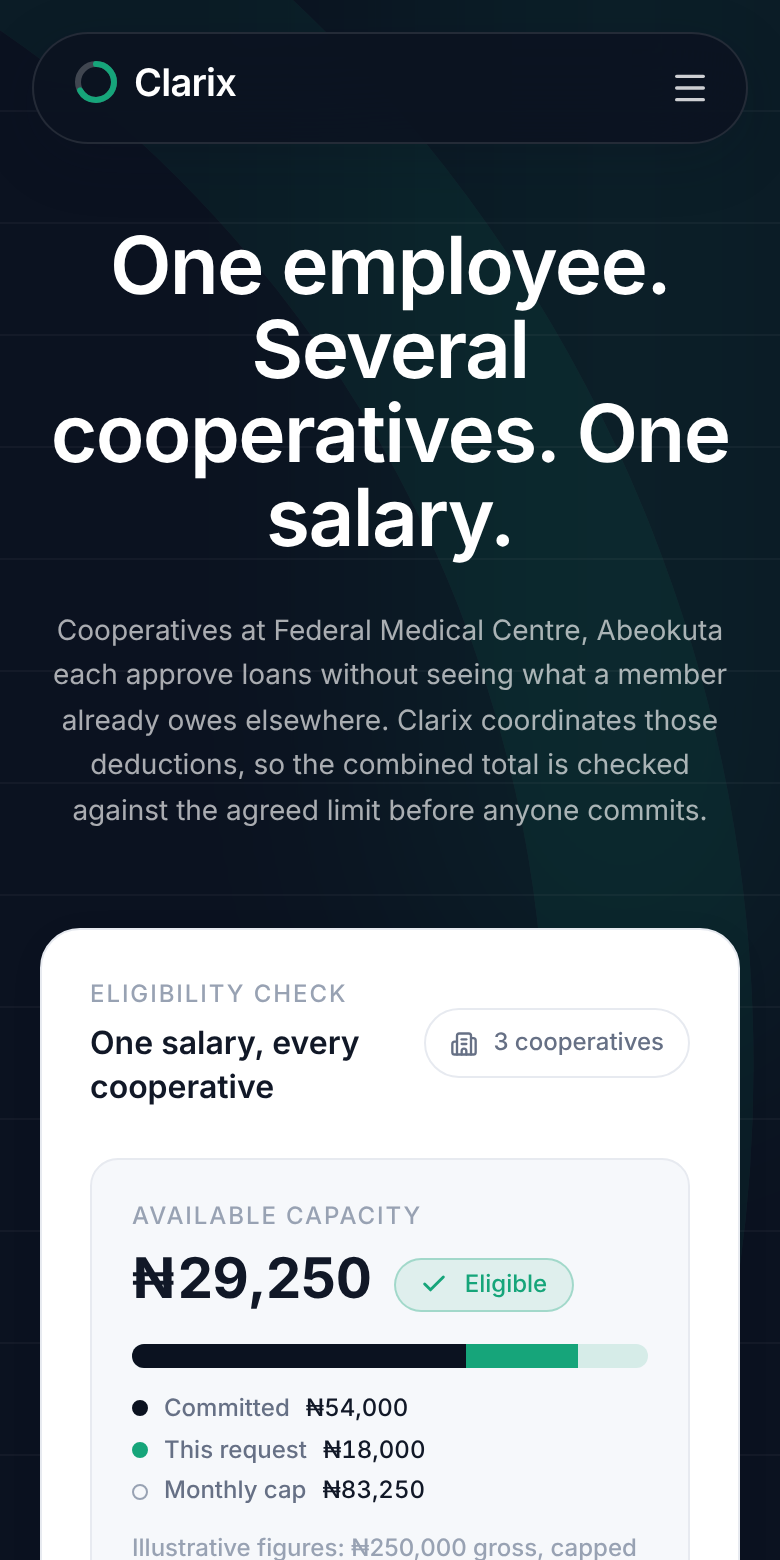 Clarix
One employee.
Several
cooperatives. One
salary.
Cooperatives at Federal Medical Centre, Abeokuta
each approve loans without seeing what a member
already owes elsewhere. Clarix coordinates those
deductions, so the combined total is checked
against the agreed limit before anyone commits.
ELIGIBILITY CHECK
One salary, every
cooperative
3 cooperatives
AVAILABLE CAPACITY
₦29,250
Eligible
Committed ₦54,000
This request ₦18,000
Monthly cap ₦83,250
Illustrative figures: ₦250,000 gross, capped